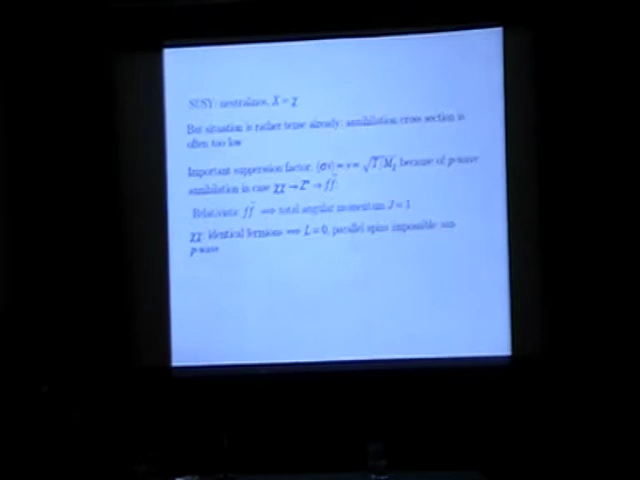 SUSY: neutralino, X = χ
But situation is rather tense already: annihilation cross section is
often too low
Important suppression factor: ⟨σv⟩ ∝ v ∝ √T/Mχ because of p-wave
annihilation in case χχ → Z* → ff̄:
Relativistic ff̄ ⟹ total angular momentum J = 1
χχ: identical fermions ⟹ L = 0, parallel spins impossible ⟹
p-wave